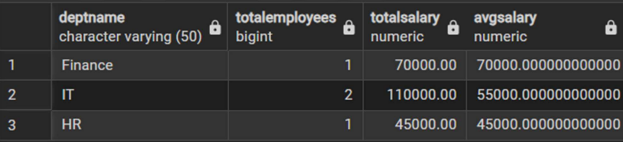 deptname totalemployees totalsalary avgsalary
character varying (50) bigint numeric numeric
1 Finance 1 70000.00 70000.000000000000
2 IT 2 110000.00 55000.000000000000
3 HR 1 45000.00 45000.000000000000